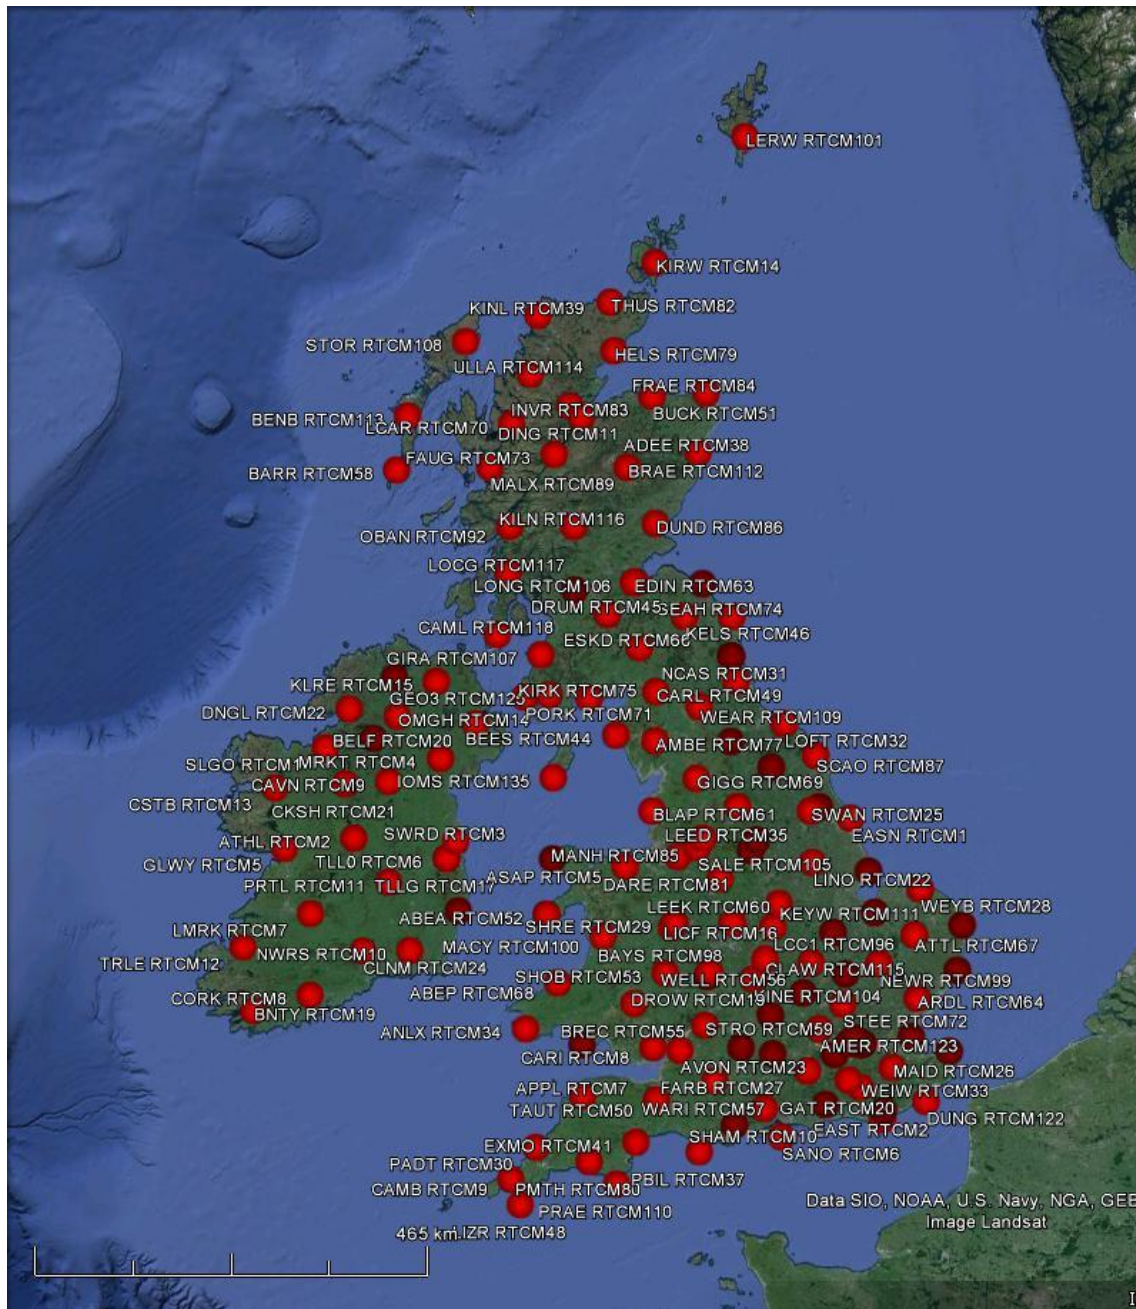 LERW RTCM101
KIRW RTCM14
KINL RTCM39
THUS RTCM82
STOR RTCM108
HELS RTCM79
ULLA RTCM114
FRAE RTCM84
BENB RTCM113
INVR RTCM83
BUCK RTCM51
LCAR RTCM70
DING RTCM11
ADEE RTCM38
FAUG RTCM73
BARR RTCM58
BRAE RTCM112
MALX RTCM89
KILN RTCM116
DUND RTCM86
OBAN RTCM92
LOCG RTCM117
LONG RTCM106
EDIN RTCM63
DRUM RTCM45
SEAH RTCM74
CAML RTCM118
KELS RTCM46
ESKD RTCM66
GIRA RTCM107
NCAS RTCM31
KLRE RTCM15
KIRK RTCM75
CARL RTCM49
GEO3 RTCM125
DNGL RTCM22
OMGH RTCM14
PORK RTCM71
WEAR RTCM109
BELF RTCM20
BEES RTCM44
AMBE RTCM77
LOFT RTCM32
SLGO RTCM1
MRKT RTCM4
SCAO RTCM87
CAVN RTCM9
IOMS RTCM135
GIGG RTCM69
CSTB RTCM13
CKSH RTCM21
BLAP RTCM61
SWAN RTCM25
SWRD RTCM3
LEED RTCM35
EASN RTCM1
ATHL RTCM2
GLWY RTCM5
TLL0 RTCM6
MANH RTCM85
SALE RTCM105
PRTL RTCM11
TLLG RTCM17
ASAP RTCM5
DARE RTCM81
LINO RTCM22
LEEK RTCM60
WEYB RTCM28
ABEA RTCM52
KEYW RTCM111
LMRK RTCM7
SHRE RTCM29
LICF RTCM16
ATTL RTCM67
NWRS RTCM10
MACY RTCM100
LCC1 RTCM96
TRLE RTCM12
CLNM RTCM24
BAYS RTCM98
CLAW RTCM115
SHOB RTCM53
WELL RTCM56
NEWR RTCM99
CORK RTCM8
ABEP RTCM68
DROW RTCM19
KINE RTCM104
ARDL RTCM64
BNTY RTCM19
STEE RTCM72
ANLX RTCM34
BREC RTCM55
STRO RTCM59
AMER RTCM123
CARI RTCM8
AVON RTCM23
MAID RTCM26
APPL RTCM7
FARB RTCM27
WEIW RTCM33
TAUT RTCM50
WARI RTCM57
GAT RTCM20
DUNG RTCM122
EAST RTCM2
SHAM RTCM10
EXMO RTCM41
SANO RTCM6
PADT RTCM30
PBIL RTCM37
CAMB RTCM9
PMTH RTCM80
PRAE RTCM110
Data SIO, NOAA, U.S. Navy, NGA, GEB
Image Landsat
465 km
LIZR RTCM48